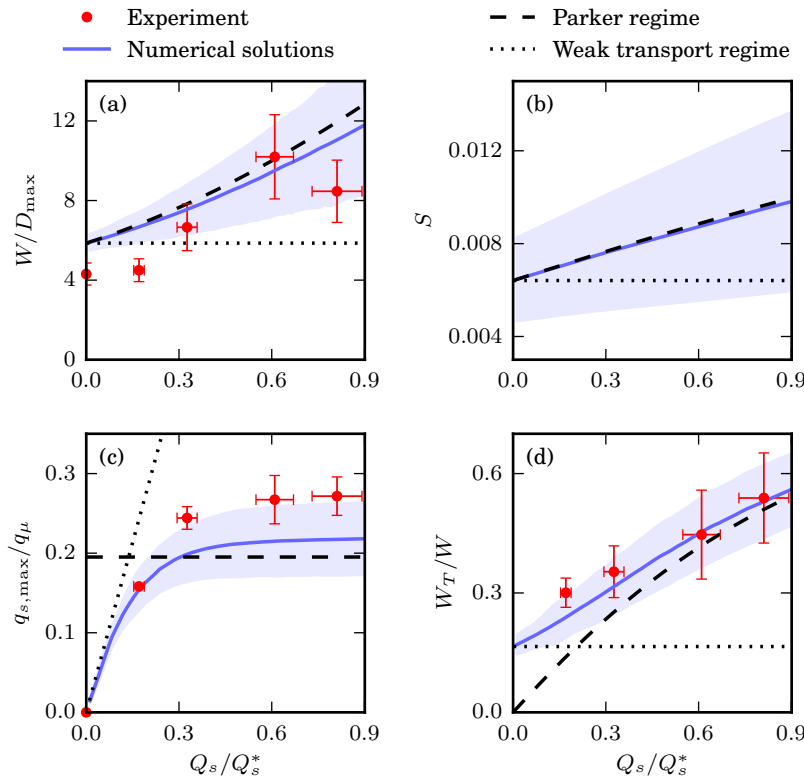 Experiment
Numerical solutions
Parker regime
Weak transport regime
(a)
W/D_max
12
8
4
0
0.0 0.3 0.6 0.9
(b)
S
0.012
0.008
0.004
0.0 0.3 0.6 0.9
(c)
q_{s,max}/q_μ
0.3
0.2
0.1
0.0
0.0 0.3 0.6 0.9
Q_s/Q_s^*
(d)
W_T/W
0.6
0.3
0.0
0.0 0.3 0.6 0.9
Q_s/Q_s^*